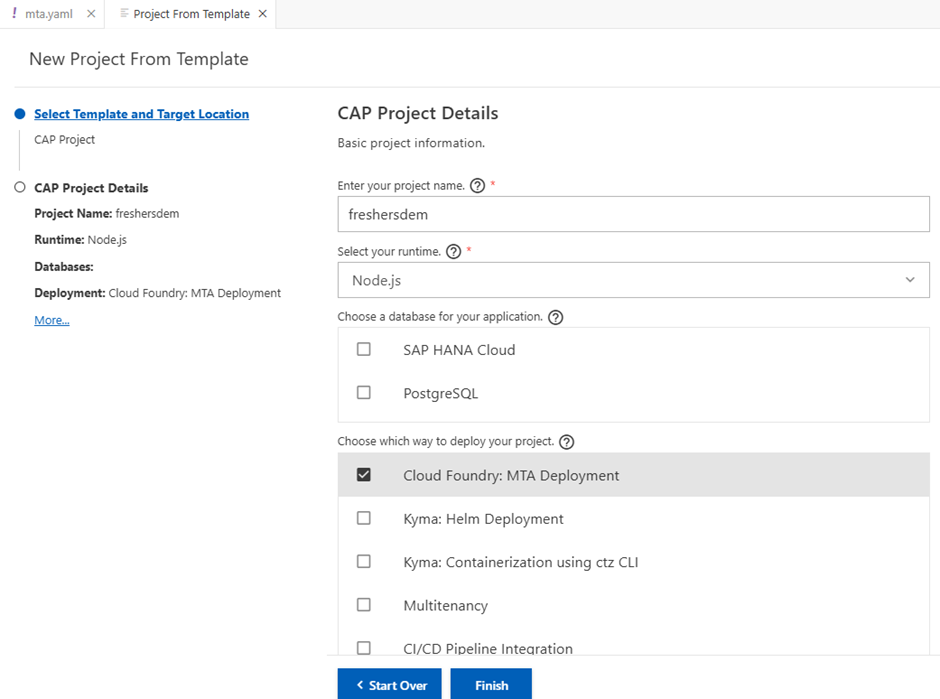 ! mta.yaml
Project From Template
New Project From Template
Select Template and Target Location
CAP Project
CAP Project Details
Project Name: freshersdem
Runtime: Node.js
Databases:
Deployment: Cloud Foundry: MTA Deployment
More...
CAP Project Details
Basic project information.
Enter your project name. ? *
freshersdem
Select your runtime. ? *
Node.js
Choose a database for your application. ?
SAP HANA Cloud
PostgreSQL
Choose which way to deploy your project. ?
Cloud Foundry: MTA Deployment
Kyma: Helm Deployment
Kyma: Containerization using ctz CLI
Multitenancy
CI/CD Pipeline Integration
< Start Over
Finish